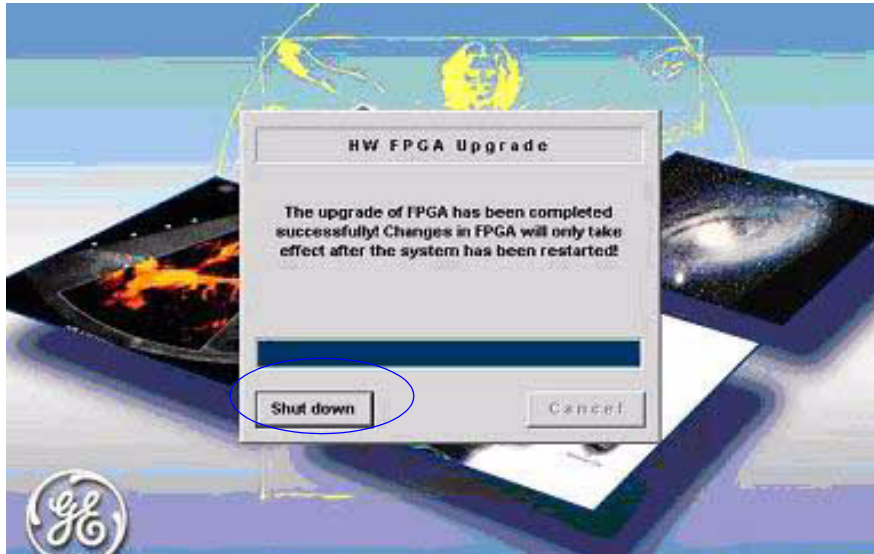 HW FPGA Upgrade
The upgrade of FPGA has been completed
successfully! Changes in FPGA will only take
effect after the system has been restarted!
Shut down
Cancel
GE